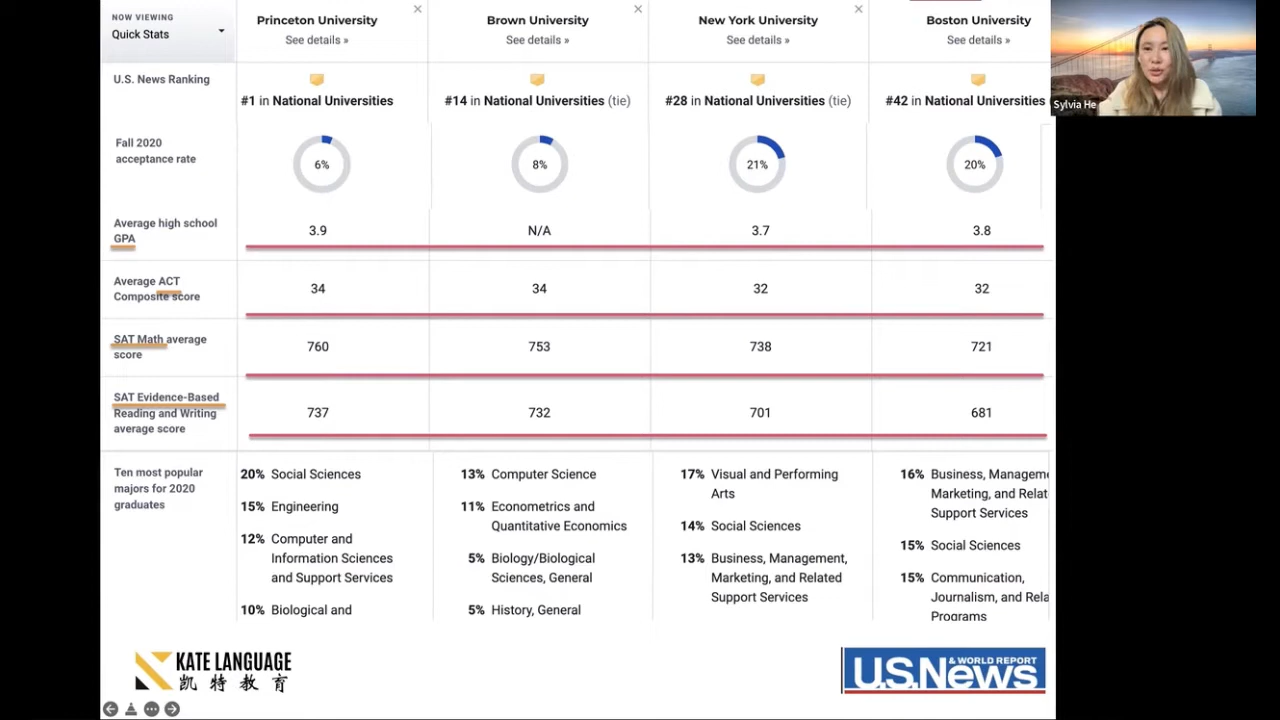 NOW VIEWING
Quick Stats
Princeton University
See details »
Brown University
See details »
New York University
See details »
Boston University
See details »
Sylvia He
U.S. News Ranking
#1 in National Universities
#14 in National Universities (tie)
#28 in National Universities (tie)
#42 in National Universities
Fall 2020
acceptance rate
6%
8%
21%
20%
Average high school
GPA
3.9
N/A
3.7
3.8
Average ACT
Composite score
34
34
32
32
SAT Math average
score
760
753
738
721
SAT Evidence-Based
Reading and Writing
average score
737
732
701
681
Ten most popular
majors for 2020
graduates
20% Social Sciences
15% Engineering
12% Computer and
Information Sciences
and Support Services
10% Biological and
13% Computer Science
11% Econometrics and
Quantitative Economics
5% Biology/Biological
Sciences, General
5% History, General
17% Visual and Performing
Arts
14% Social Sciences
13% Business, Management,
Marketing, and Related
Support Services
16% Business, Manageme
Marketing, and Relat
Support Services
15% Social Sciences
15% Communication,
Journalism, and Rela
Programs
KATE LANGUAGE
凯特教育
U.S.News
& WORLD REPORT